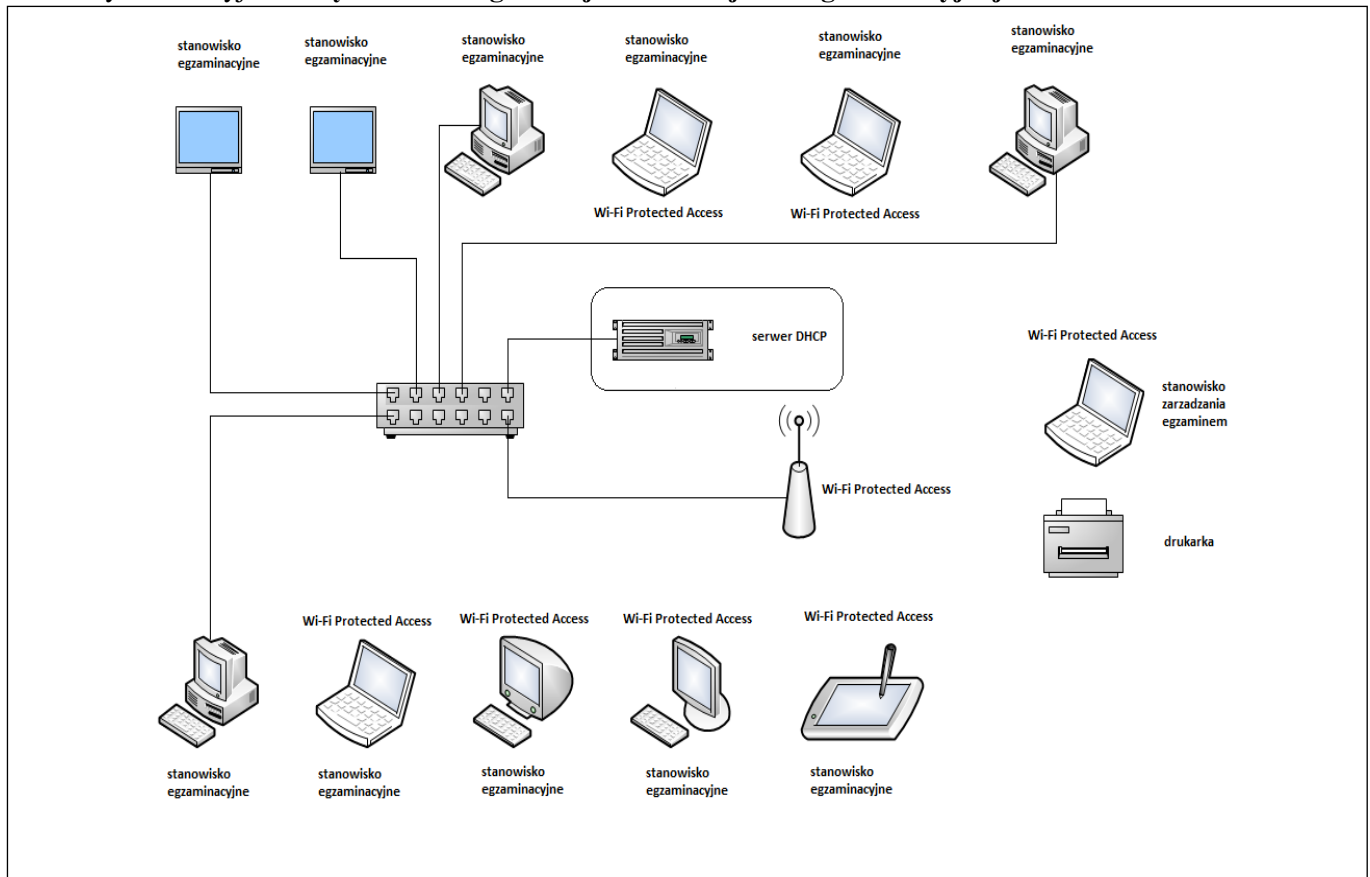 stanowisko
egzaminacyjne
stanowisko
egzaminacyjne
stanowisko
egzaminacyjne
stanowisko
egzaminacyjne
stanowisko
egzaminacyjne
stanowisko
egzaminacyjne
Wi-Fi Protected Access
Wi-Fi Protected Access
serwer DHCP
Wi-Fi Protected Access
stanowisko
zarzadzania
egzaminem
Wi-Fi Protected Access
drukarka
Wi-Fi Protected Access
Wi-Fi Protected Access
Wi-Fi Protected Access
Wi-Fi Protected Access
stanowisko
egzaminacyjne
stanowisko
egzaminacyjne
stanowisko
egzaminacyjne
stanowisko
egzaminacyjne
stanowisko
egzaminacyjne